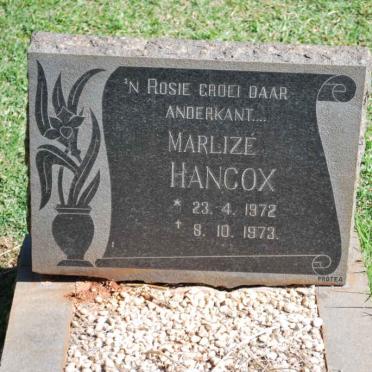 'N ROSIE GROEI DAAR
ANDERKANT....
MARLIZÉ
HANCOX
* 23. 4. 1972
† 8. 10. 1973.
PROTEA